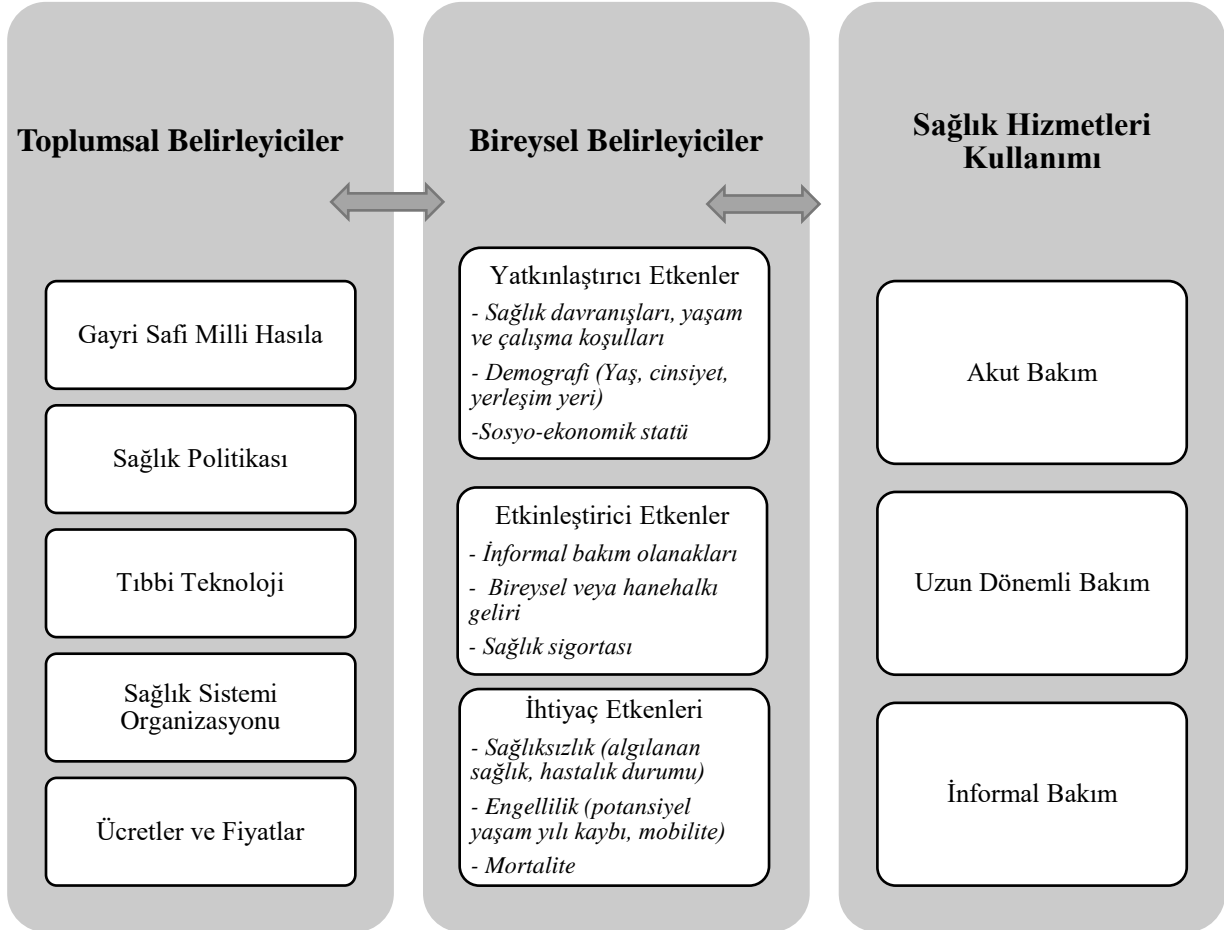 Toplumsal Belirleyiciler
Gayri Safi Milli Hasıla
Sağlık Politikası
Tıbbi Teknoloji
Sağlık Sistemi
Organizasyonu
Ücretler ve Fiyatlar
Bireysel Belirleyiciler
Yatkınlaştırıcı Etkenler
- Sağlık davranışları, yaşam
ve çalışma koşulları
- Demografi (Yaş, cinsiyet,
yerleşim yeri)
-Sosyo-ekonomik statü
Etkinleştirici Etkenler
- İnformal bakım olanakları
- Bireysel veya hanehalkı
geliri
- Sağlık sigortası
İhtiyaç Etkenleri
- Sağlıksızlık (algılanan
sağlık, hastalık durumu)
- Engellilik (potansiyel
yaşam yılı kaybı, mobilite)
- Mortalite
Sağlık Hizmetleri
Kullanımı
Akut Bakım
Uzun Dönemli Bakım
İnformal Bakım